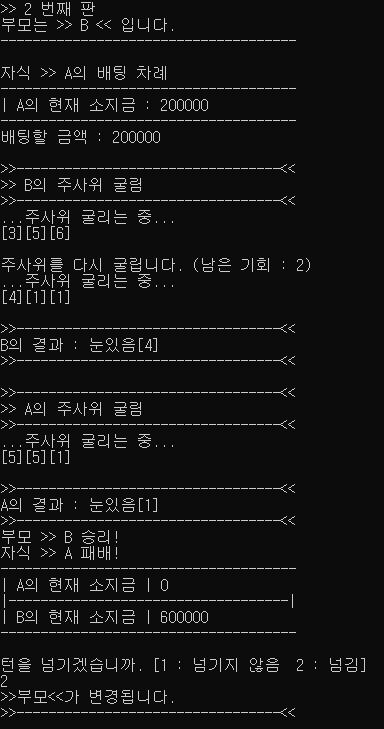 >> 2 번째 판
부모는 >> B << 입니다.
------------------------------------
자식 >> A의 배팅 차례
------------------------------------
| A의 현재 소지금 : 200000
------------------------------------
배팅할 금액 : 200000
>>--------------------------------<<
>> B의 주사위 굴림
>>--------------------------------<<
...주사위 굴리는 중...
[3][5][6]
주사위를 다시 굴립니다. (남은 기회 : 2)
...주사위 굴리는 중...
[4][1][1]
>>--------------------------------<<
B의 결과 : 눈있음[4]
>>--------------------------------<<
>>--------------------------------<<
>> A의 주사위 굴림
>>--------------------------------<<
...주사위 굴리는 중...
[5][5][1]
>>--------------------------------<<
A의 결과 : 눈있음[1]
>>--------------------------------<<
부모 >> B 승리!
자식 >> A 패배!
------------------------------------
| A의 현재 소지금 | 0
|----------------------------------|
| B의 현재 소지금 | 600000
------------------------------------
턴을 넘기겠습니까. [1 : 넘기지 않음  2 : 넘김]
2
>>부모<<가 변경됩니다.
>>--------------------------------<<